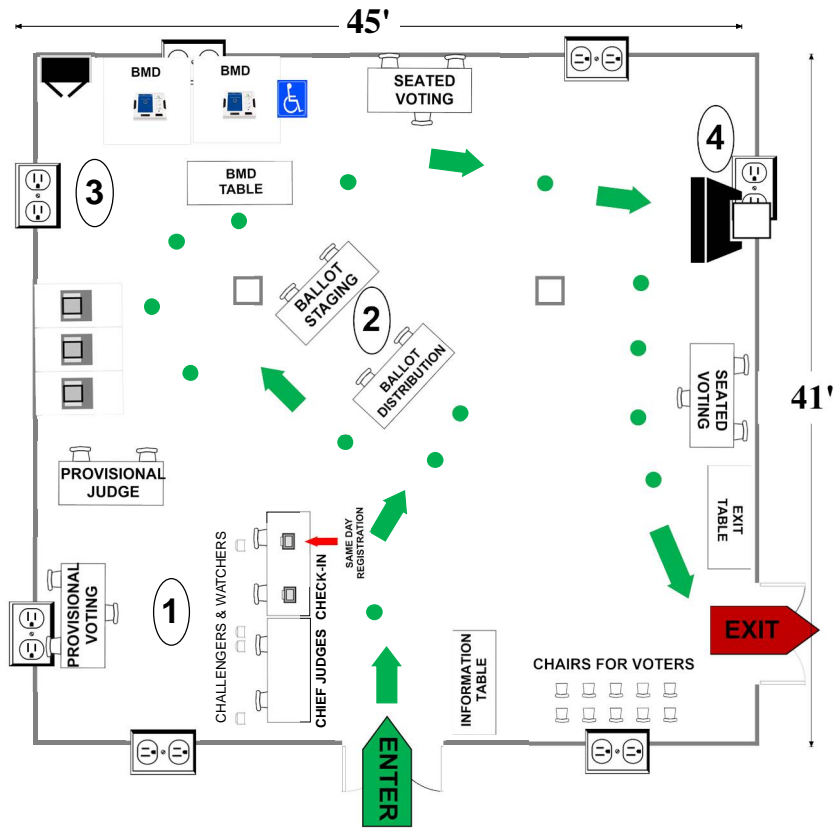 45'
BMD
BMD
SEATED
VOTING
4
3
BMD
TABLE
BALLOT
STAGING
2
BALLOT
DISTRIBUTION
SEATED
VOTING
41'
PROVISIONAL
JUDGE
EXIT
TABLE
SAME DAY
REGISTRATION
CHALLENGERS & WATCHERS
CHECK-IN
PROVISIONAL
VOTING
1
CHIEF JUDGES
INFORMATION
TABLE
EXIT
CHAIRS FOR VOTERS
ENTER